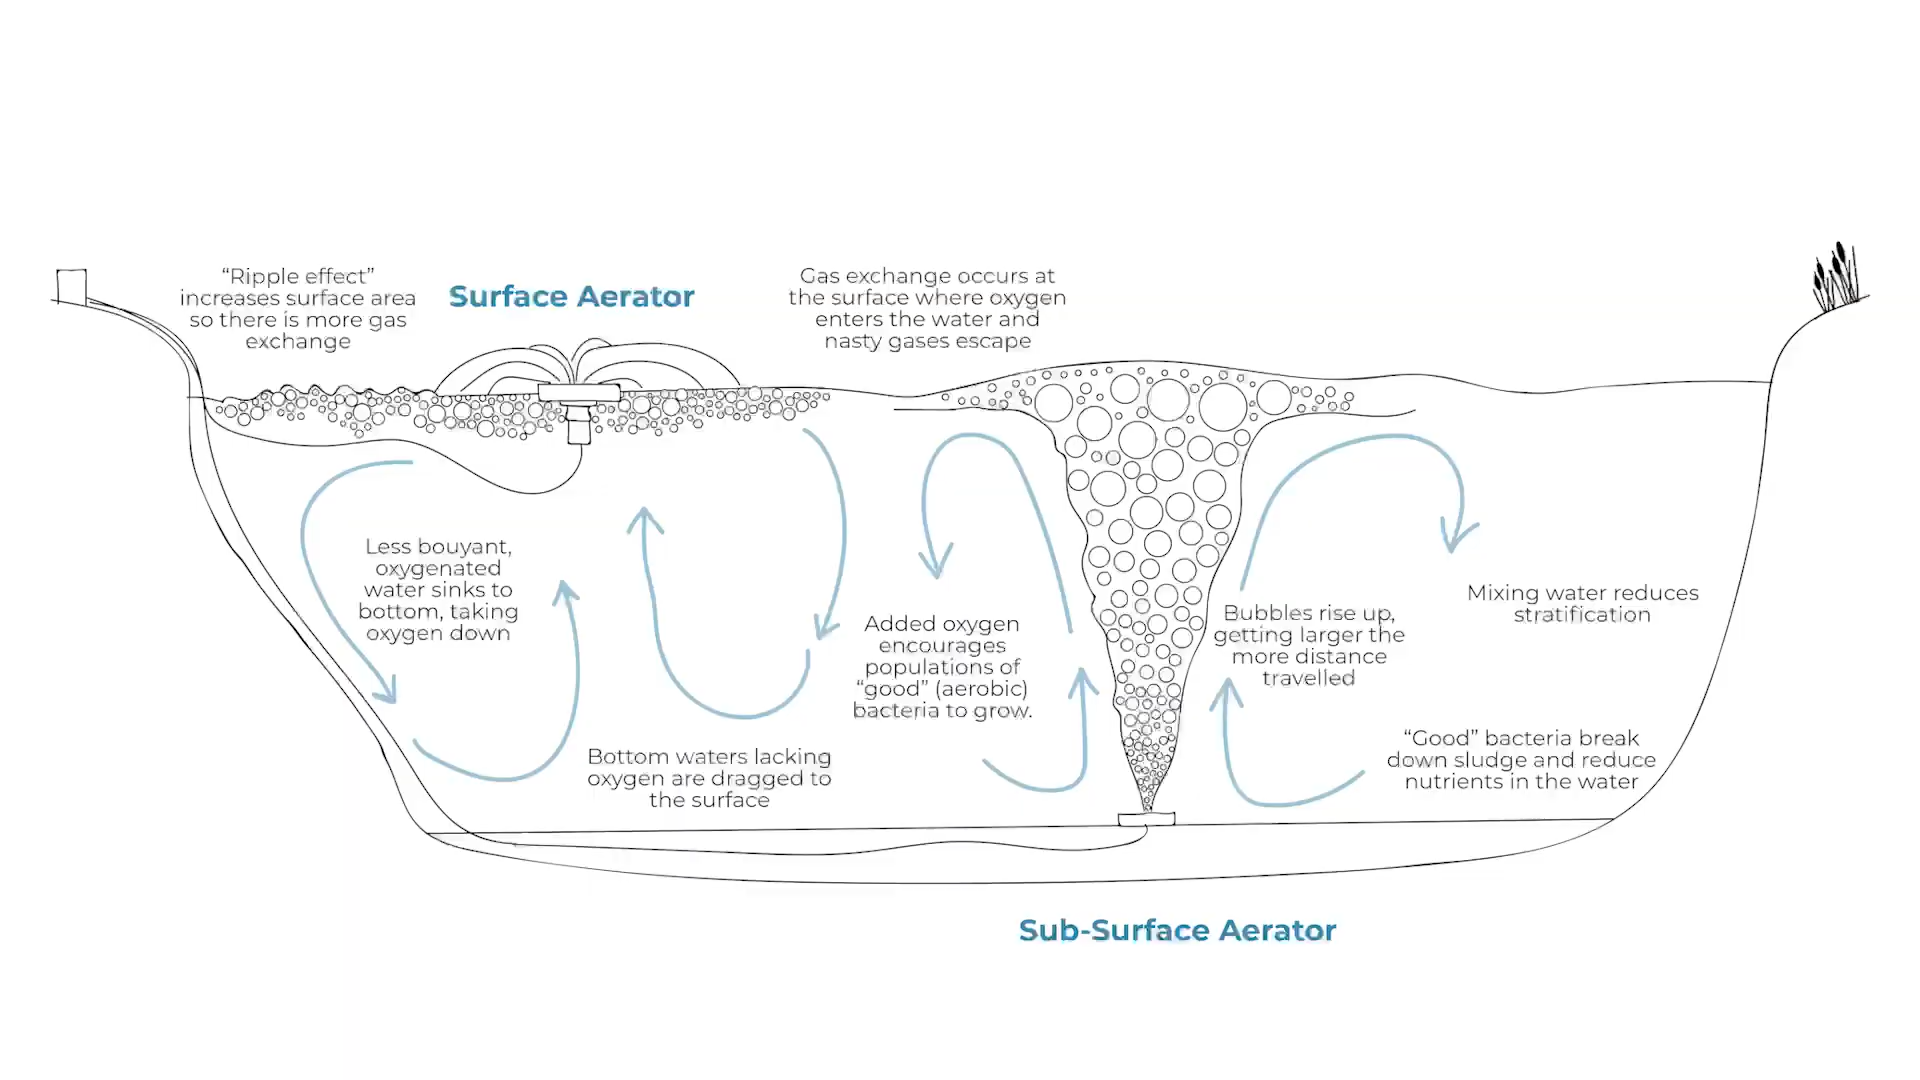 “Ripple effect”
increases surface area
so there is more gas
exchange
Surface Aerator
Gas exchange occurs at
the surface where oxygen
enters the water and
nasty gases escape
Less bouyant,
oxygenated
water sinks to
bottom, taking
oxygen down
Bottom waters lacking
oxygen are dragged to
the surface
Added oxygen
encourages
populations of
“good” (aerobic)
bacteria to grow.
Bubbles rise up,
getting larger the
more distance
travelled
Mixing water reduces
stratification
“Good” bacteria break
down sludge and reduce
nutrients in the water
Sub-Surface Aerator